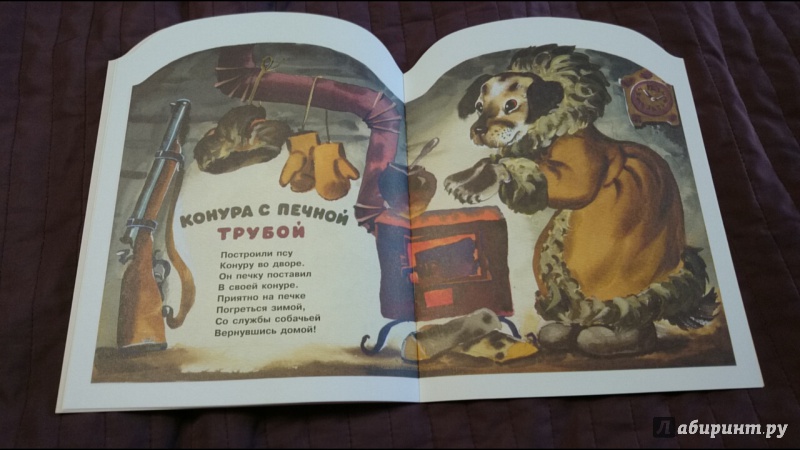 КОНУРА С ПЕЧНОЙ
ТРУБОЙ
Построили псу
Конуру во дворе.
Он печку поставил
В своей конуре.
Приятно на печке
Погреться зимой,
Со службы собачьей
Вернувшись домой!
Лабиринт.ру